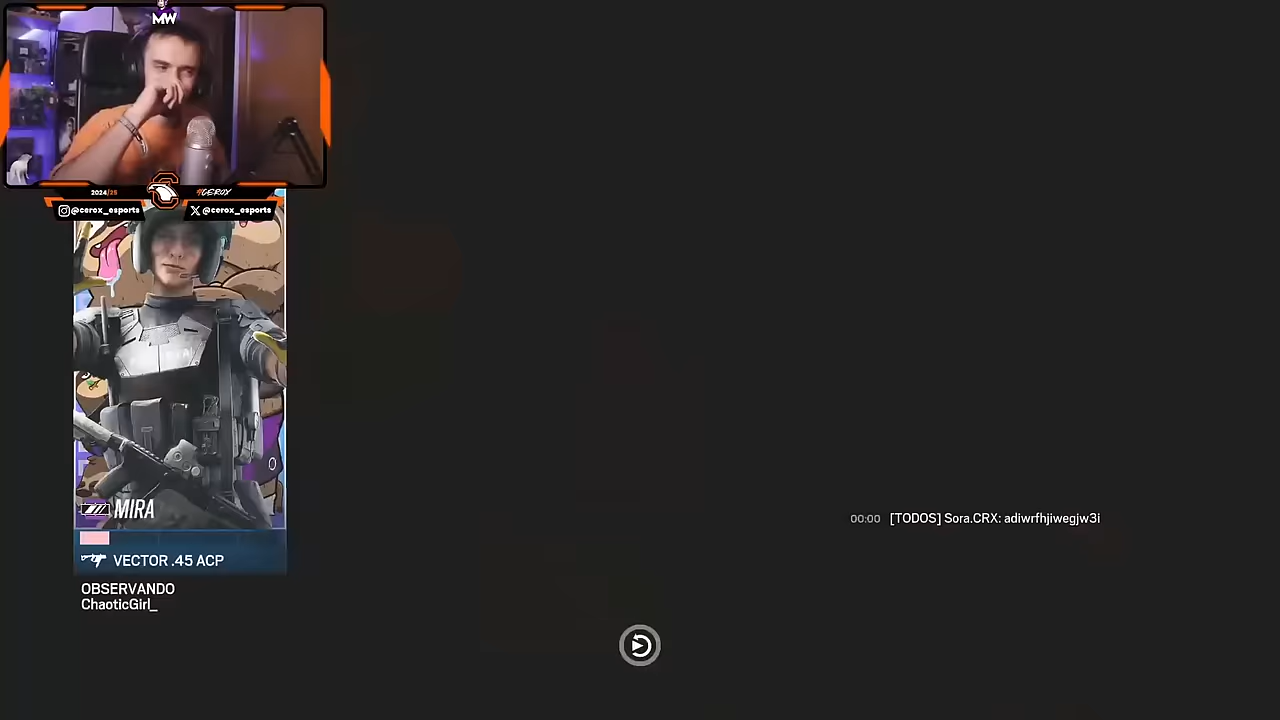 MW
2024/25
CEROX
@cerox_esports
@cerox_esports
MIRA
VECTOR .45 ACP
OBSERVANDO
ChaoticGirl_
00:00 [TODOS] Sora.CRX: adiwrfhjiwegjw3i